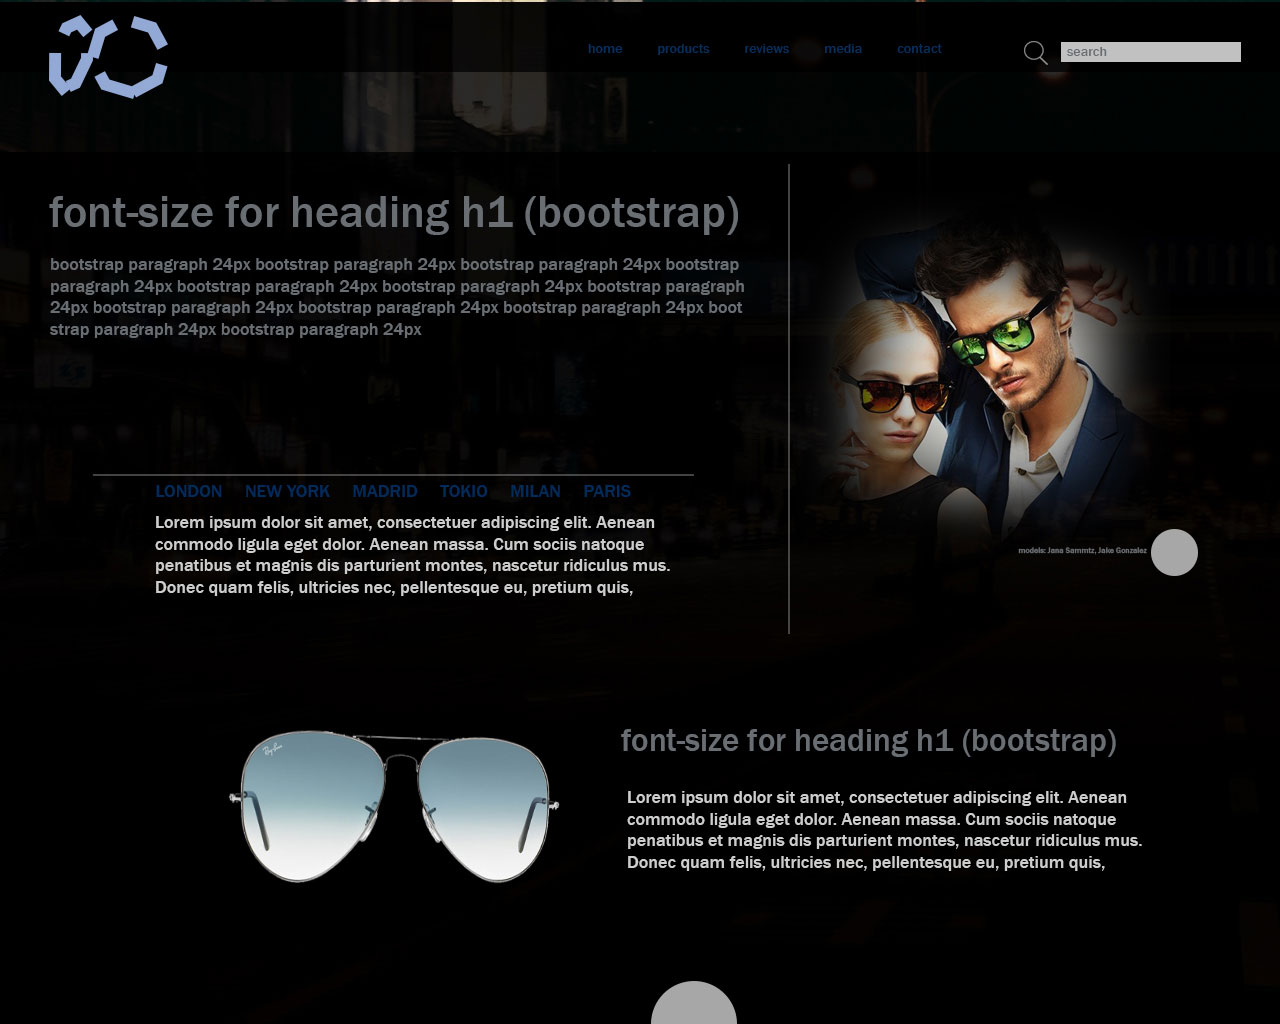 home products reviews media contact
search
font-size for heading h1 (bootstrap)
bootstrap paragraph 24px bootstrap paragraph 24px bootstrap paragraph 24px bootstrap
paragraph 24px bootstrap paragraph 24px bootstrap paragraph 24px bootstrap paragraph
24px bootstrap paragraph 24px bootstrap paragraph 24px bootstrap paragraph 24px boot
strap paragraph 24px bootstrap paragraph 24px
LONDON NEW YORK MADRID TOKIO MILAN PARIS
Lorem ipsum dolor sit amet, consectetuer adipiscing elit. Aenean
commodo ligula eget dolor. Aenean massa. Cum sociis natoque
penatibus et magnis dis parturient montes, nascetur ridiculus mus.
Donec quam felis, ultricies nec, pellentesque eu, pretium quis,
models: Jana Sammtz, Jake Gonzalez
Ray-Ban
font-size for heading h1 (bootstrap)
Lorem ipsum dolor sit amet, consectetuer adipiscing elit. Aenean
commodo ligula eget dolor. Aenean massa. Cum sociis natoque
penatibus et magnis dis parturient montes, nascetur ridiculus mus.
Donec quam felis, ultricies nec, pellentesque eu, pretium quis,